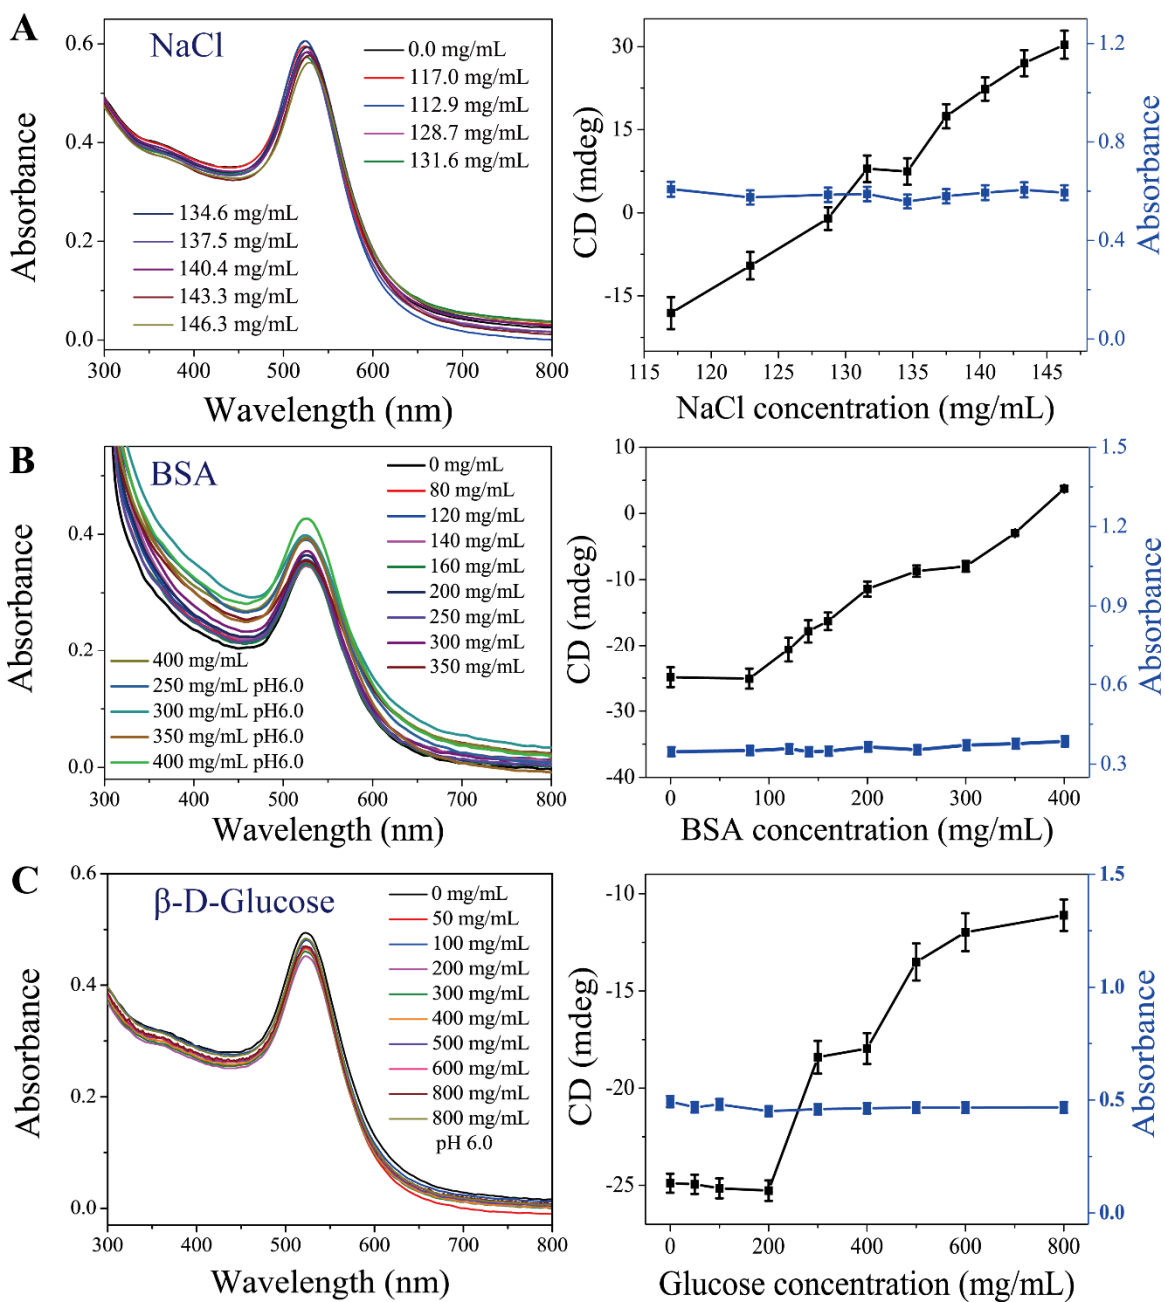 A
NaCl
0.0 mg/mL
117.0 mg/mL
112.9 mg/mL
128.7 mg/mL
131.6 mg/mL
134.6 mg/mL
137.5 mg/mL
140.4 mg/mL
143.3 mg/mL
146.3 mg/mL
Absorbance
0.6
0.4
0.2
0.0
300 400 500 600 700 800
Wavelength (nm)
CD (mdeg)
30
15
0
-15
115 120 125 130 135 140 145
NaCl concentration (mg/mL)
1.2
0.8
0.4
0.0
Absorbance
B
BSA
0 mg/mL
80 mg/mL
120 mg/mL
140 mg/mL
160 mg/mL
200 mg/mL
250 mg/mL
300 mg/mL
350 mg/mL
400 mg/mL
250 mg/mL pH6.0
300 mg/mL pH6.0
350 mg/mL pH6.0
400 mg/mL pH6.0
Absorbance
0.4
0.2
0.0
300 400 500 600 700 800
Wavelength (nm)
CD (mdeg)
10
0
-10
-20
-30
-40
0 100 200 300 400
BSA concentration (mg/mL)
1.5
1.2
0.9
0.6
0.3
Absorbance
C
β-D-Glucose
0 mg/mL
50 mg/mL
100 mg/mL
200 mg/mL
300 mg/mL
400 mg/mL
500 mg/mL
600 mg/mL
800 mg/mL
800 mg/mL
pH 6.0
Absorbance
0.6
0.4
0.2
0.0
300 400 500 600 700 800
Wavelength (nm)
CD (mdeg)
-10
-15
-20
-25
0 200 400 600 800
Glucose concentration (mg/mL)
1.5
1.0
0.5
0.0
Absorbance